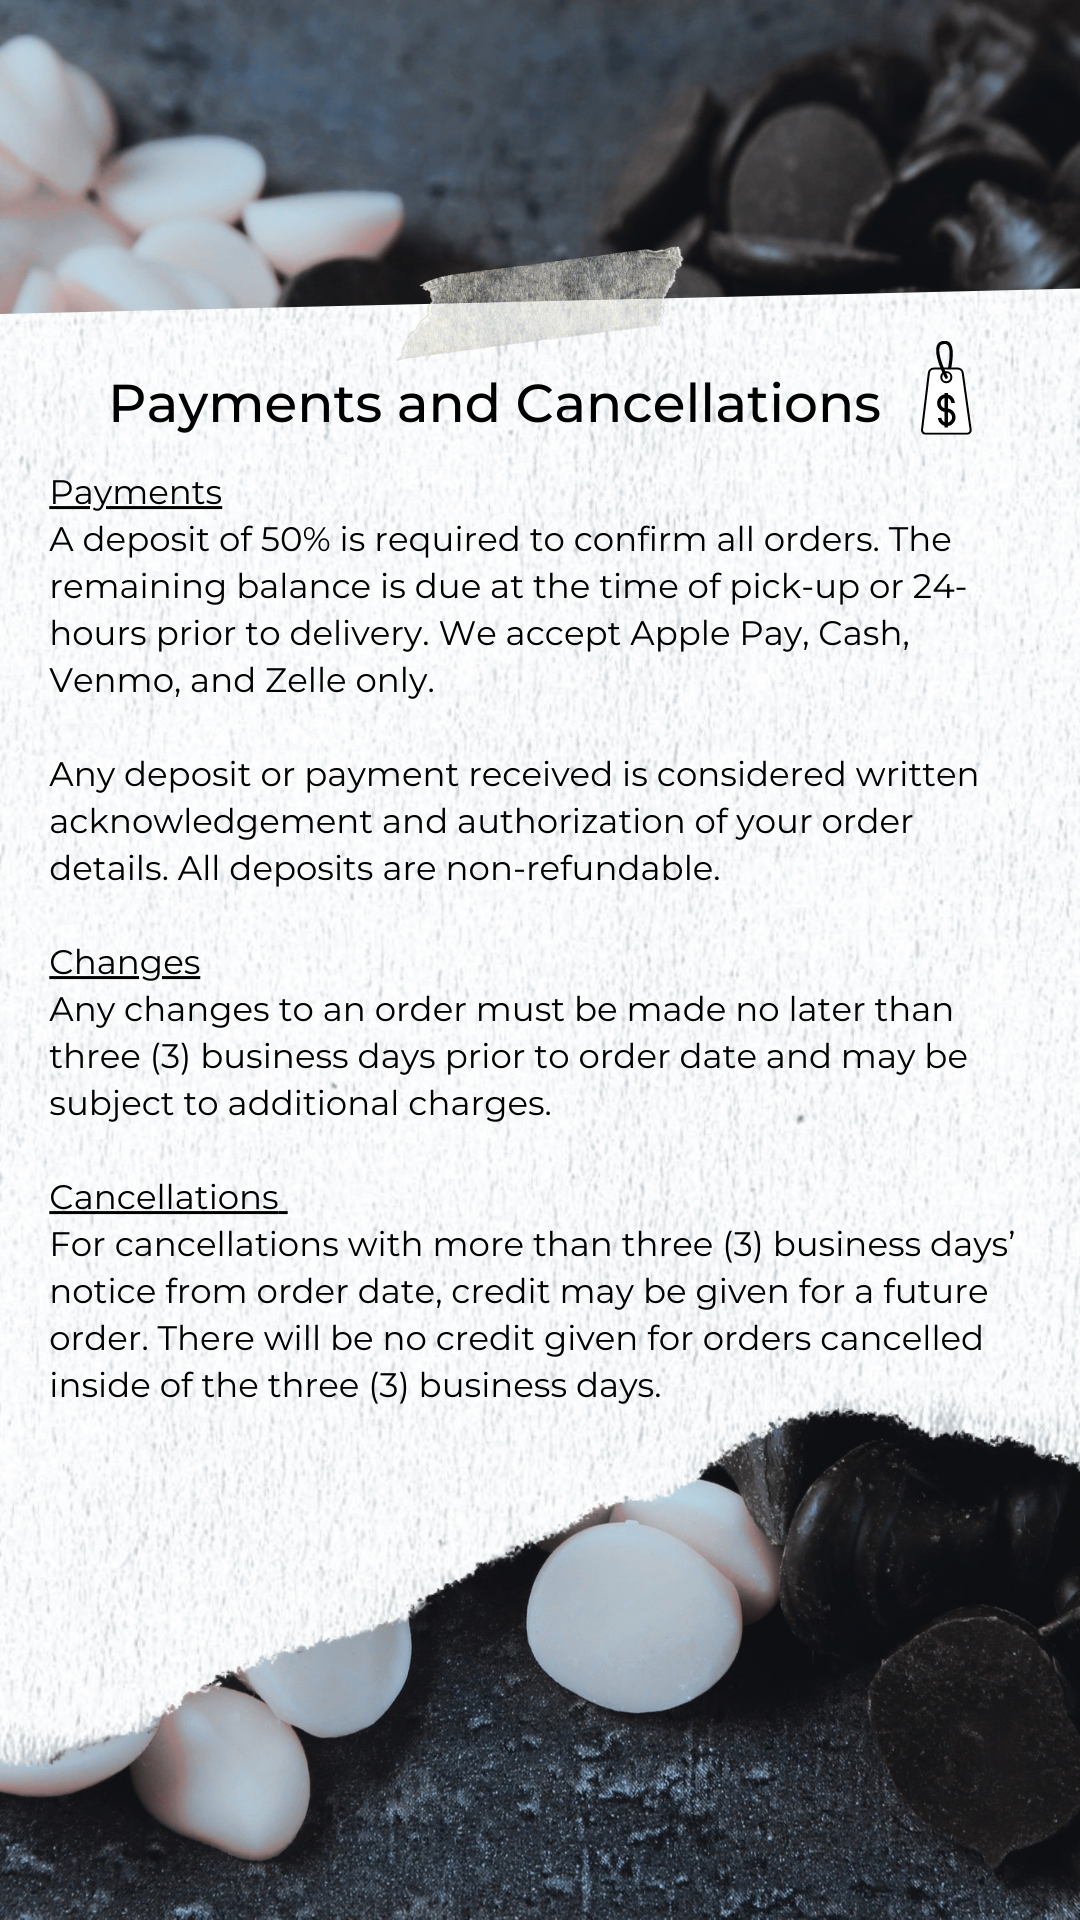 Payments and Cancellations
$
Payments
A deposit of 50% is required to confirm all orders. The
remaining balance is due at the time of pick-up or 24-
hours prior to delivery. We accept Apple Pay, Cash,
Venmo, and Zelle only.
Any deposit or payment received is considered written
acknowledgement and authorization of your order
details. All deposits are non-refundable.
Changes
Any changes to an order must be made no later than
three (3) business days prior to order date and may be
subject to additional charges.
Cancellations
For cancellations with more than three (3) business days’
notice from order date, credit may be given for a future
order. There will be no credit given for orders cancelled
inside of the three (3) business days.